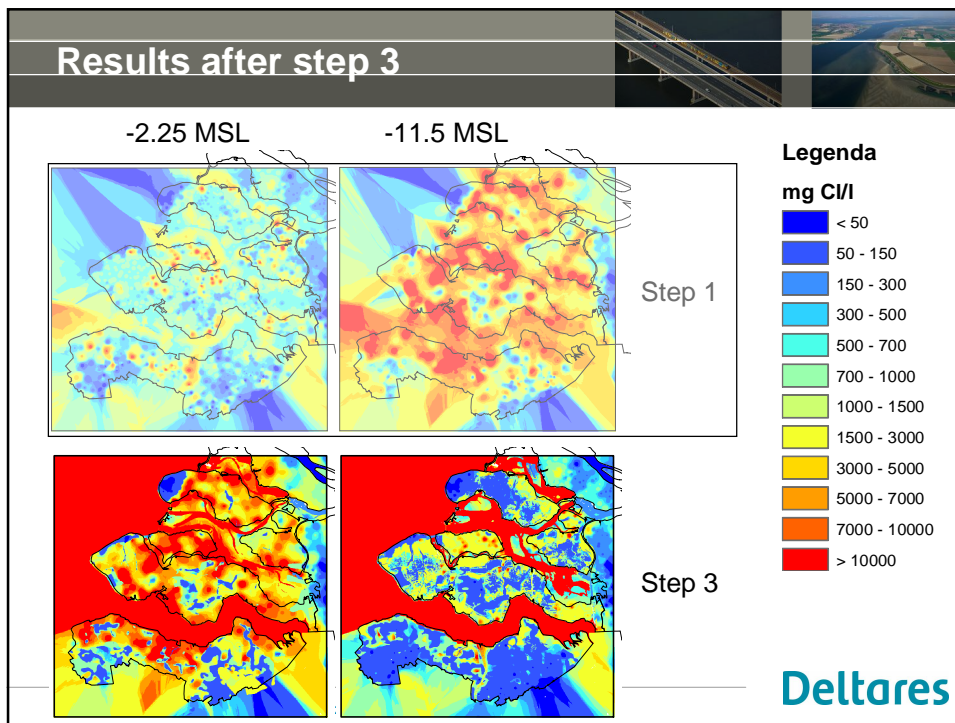 Results after step 3
-2.25 MSL
-11.5 MSL
Step 1
Step 3
Legenda
mg Cl/l
< 50
50 - 150
150 - 300
300 - 500
500 - 700
700 - 1000
1000 - 1500
1500 - 3000
3000 - 5000
5000 - 7000
7000 - 10000
> 10000
Deltares